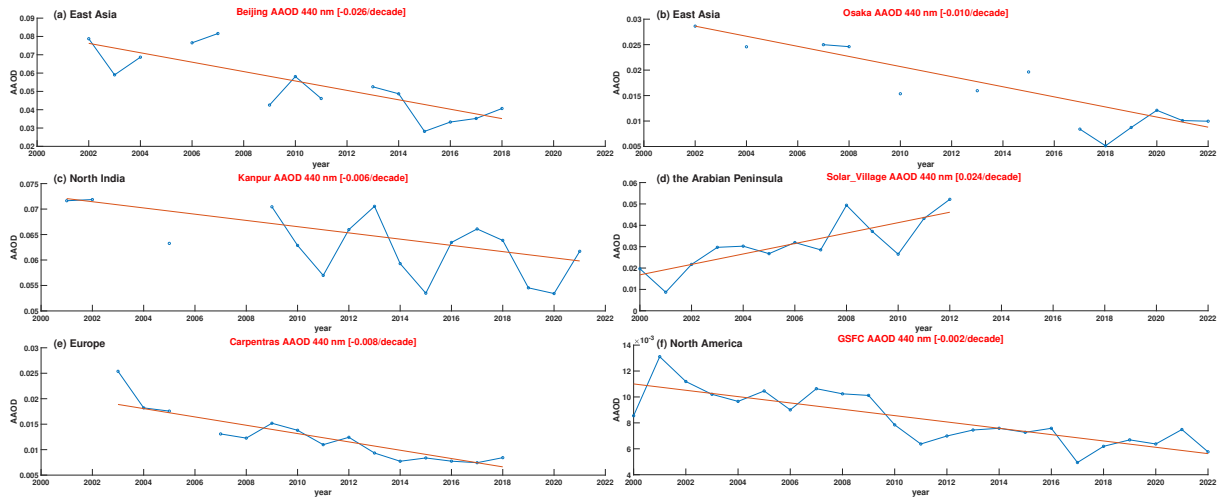 (a) East Asia
Beijing AAOD 440 nm [-0.026/decade]
0.09
0.08
0.07
0.06
0.05
0.04
0.03
0.02
AAOD
2000 2002 2004 2006 2008 2010 2012 2014 2016 2018 2020 2022
year
(b) East Asia
Osaka AAOD 440 nm [-0.010/decade]
0.03
0.025
0.02
0.015
0.01
0.005
AAOD
2000 2002 2004 2006 2008 2010 2012 2014 2016 2018 2020 2022
year
(c) North India
Kanpur AAOD 440 nm [-0.006/decade]
0.075
0.07
0.065
0.06
0.055
0.05
AAOD
2000 2002 2004 2006 2008 2010 2012 2014 2016 2018 2020 2022
year
(d) the Arabian Peninsula
Solar_Village AAOD 440 nm [0.024/decade]
0.06
0.05
0.04
0.03
0.02
0.01
0
AAOD
2000 2002 2004 2006 2008 2010 2012 2014 2016 2018 2020 2022
year
(e) Europe
Carpentras AAOD 440 nm [-0.008/decade]
0.03
0.025
0.02
0.015
0.01
0.005
AAOD
2000 2002 2004 2006 2008 2010 2012 2014 2016 2018 2020 2022
year
(f) North America
GSFC AAOD 440 nm [-0.002/decade]
×10⁻³
14
12
10
8
6
4
AAOD
2000 2002 2004 2006 2008 2010 2012 2014 2016 2018 2020 2022
year